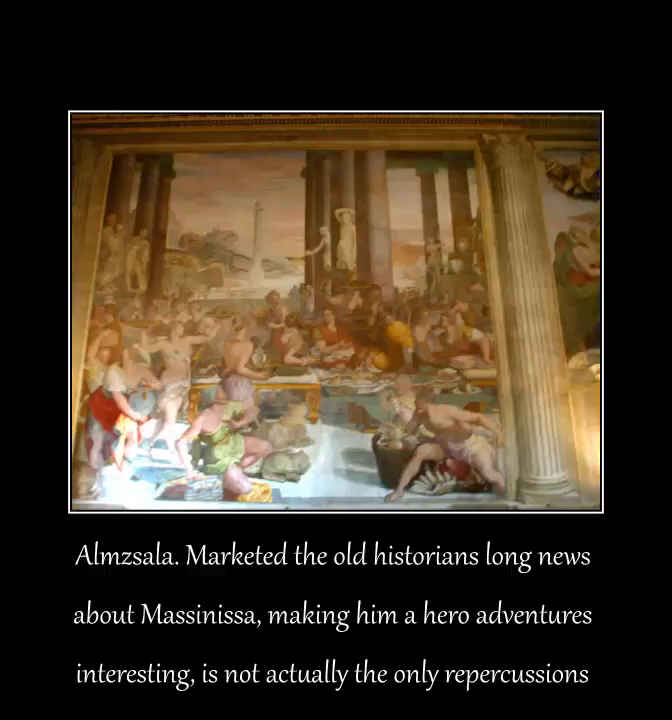 Almzsala. Marketed the old historians long news
about Massinissa, making him a hero adventures
interesting, is not actually the only repercussions